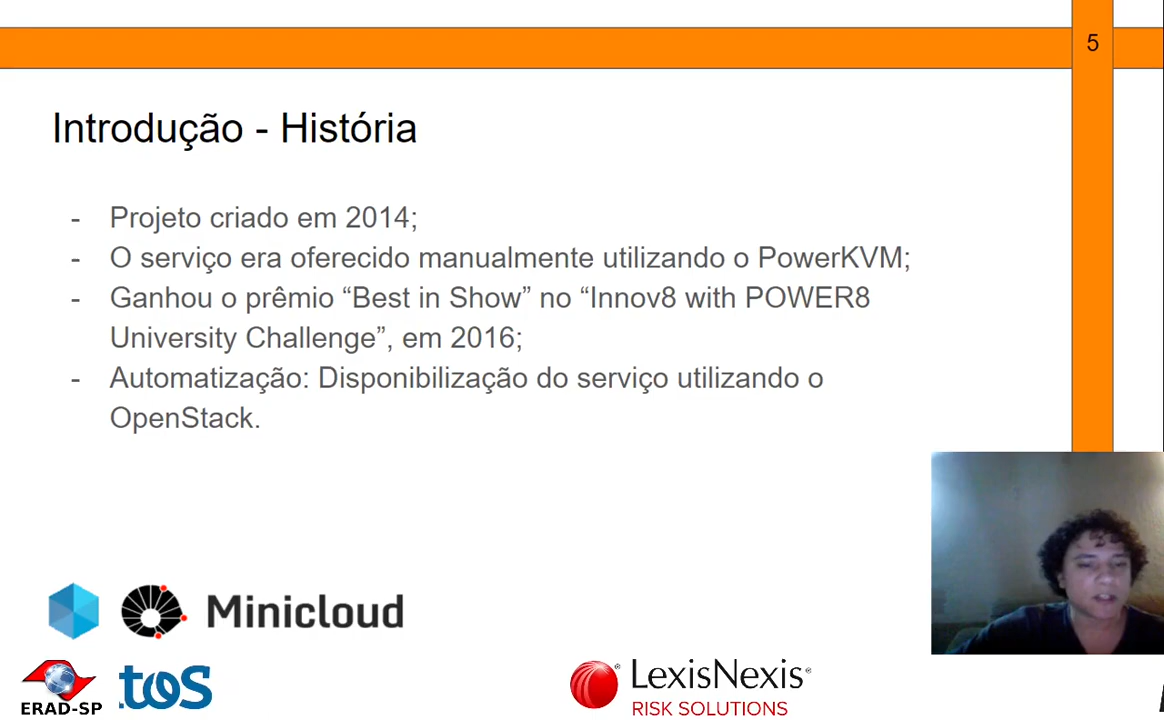 5
Introdução - História
- Projeto criado em 2014;
- O serviço era oferecido manualmente utilizando o PowerKVM;
- Ganhou o prêmio “Best in Show” no “Innov8 with POWER8
University Challenge”, em 2016;
- Automatização: Disponibilização do serviço utilizando o
OpenStack.
Minicloud
ERAD-SP
.tos
LexisNexis®
RISK SOLUTIONS